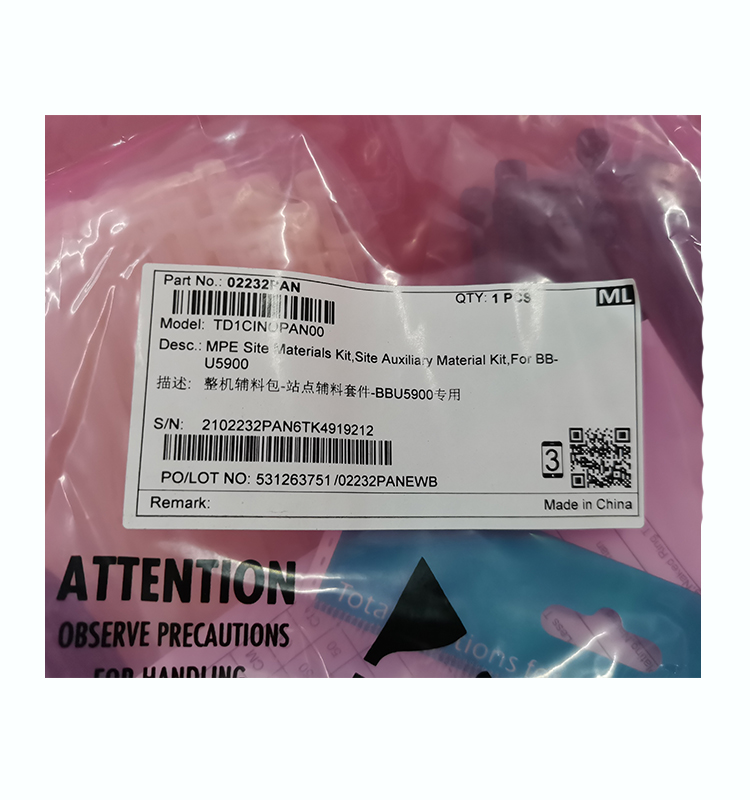 Part No.: 02232PAN
QTY: 1 PCS
ML
Model: TD1CINOPAN00
Desc.: MPE Site Materials Kit,Site Auxiliary Material Kit,For BB-
U5900
描述: 整机辅料包-站点辅料套件-BBU5900专用
S/N: 2102232PAN6TK4919212
3
PO/LOT NO: 531263751 /02232PANEWB
Remark:
Made in China
ATTENTION
OBSERVE PRECAUTIONS
FOR HANDLING